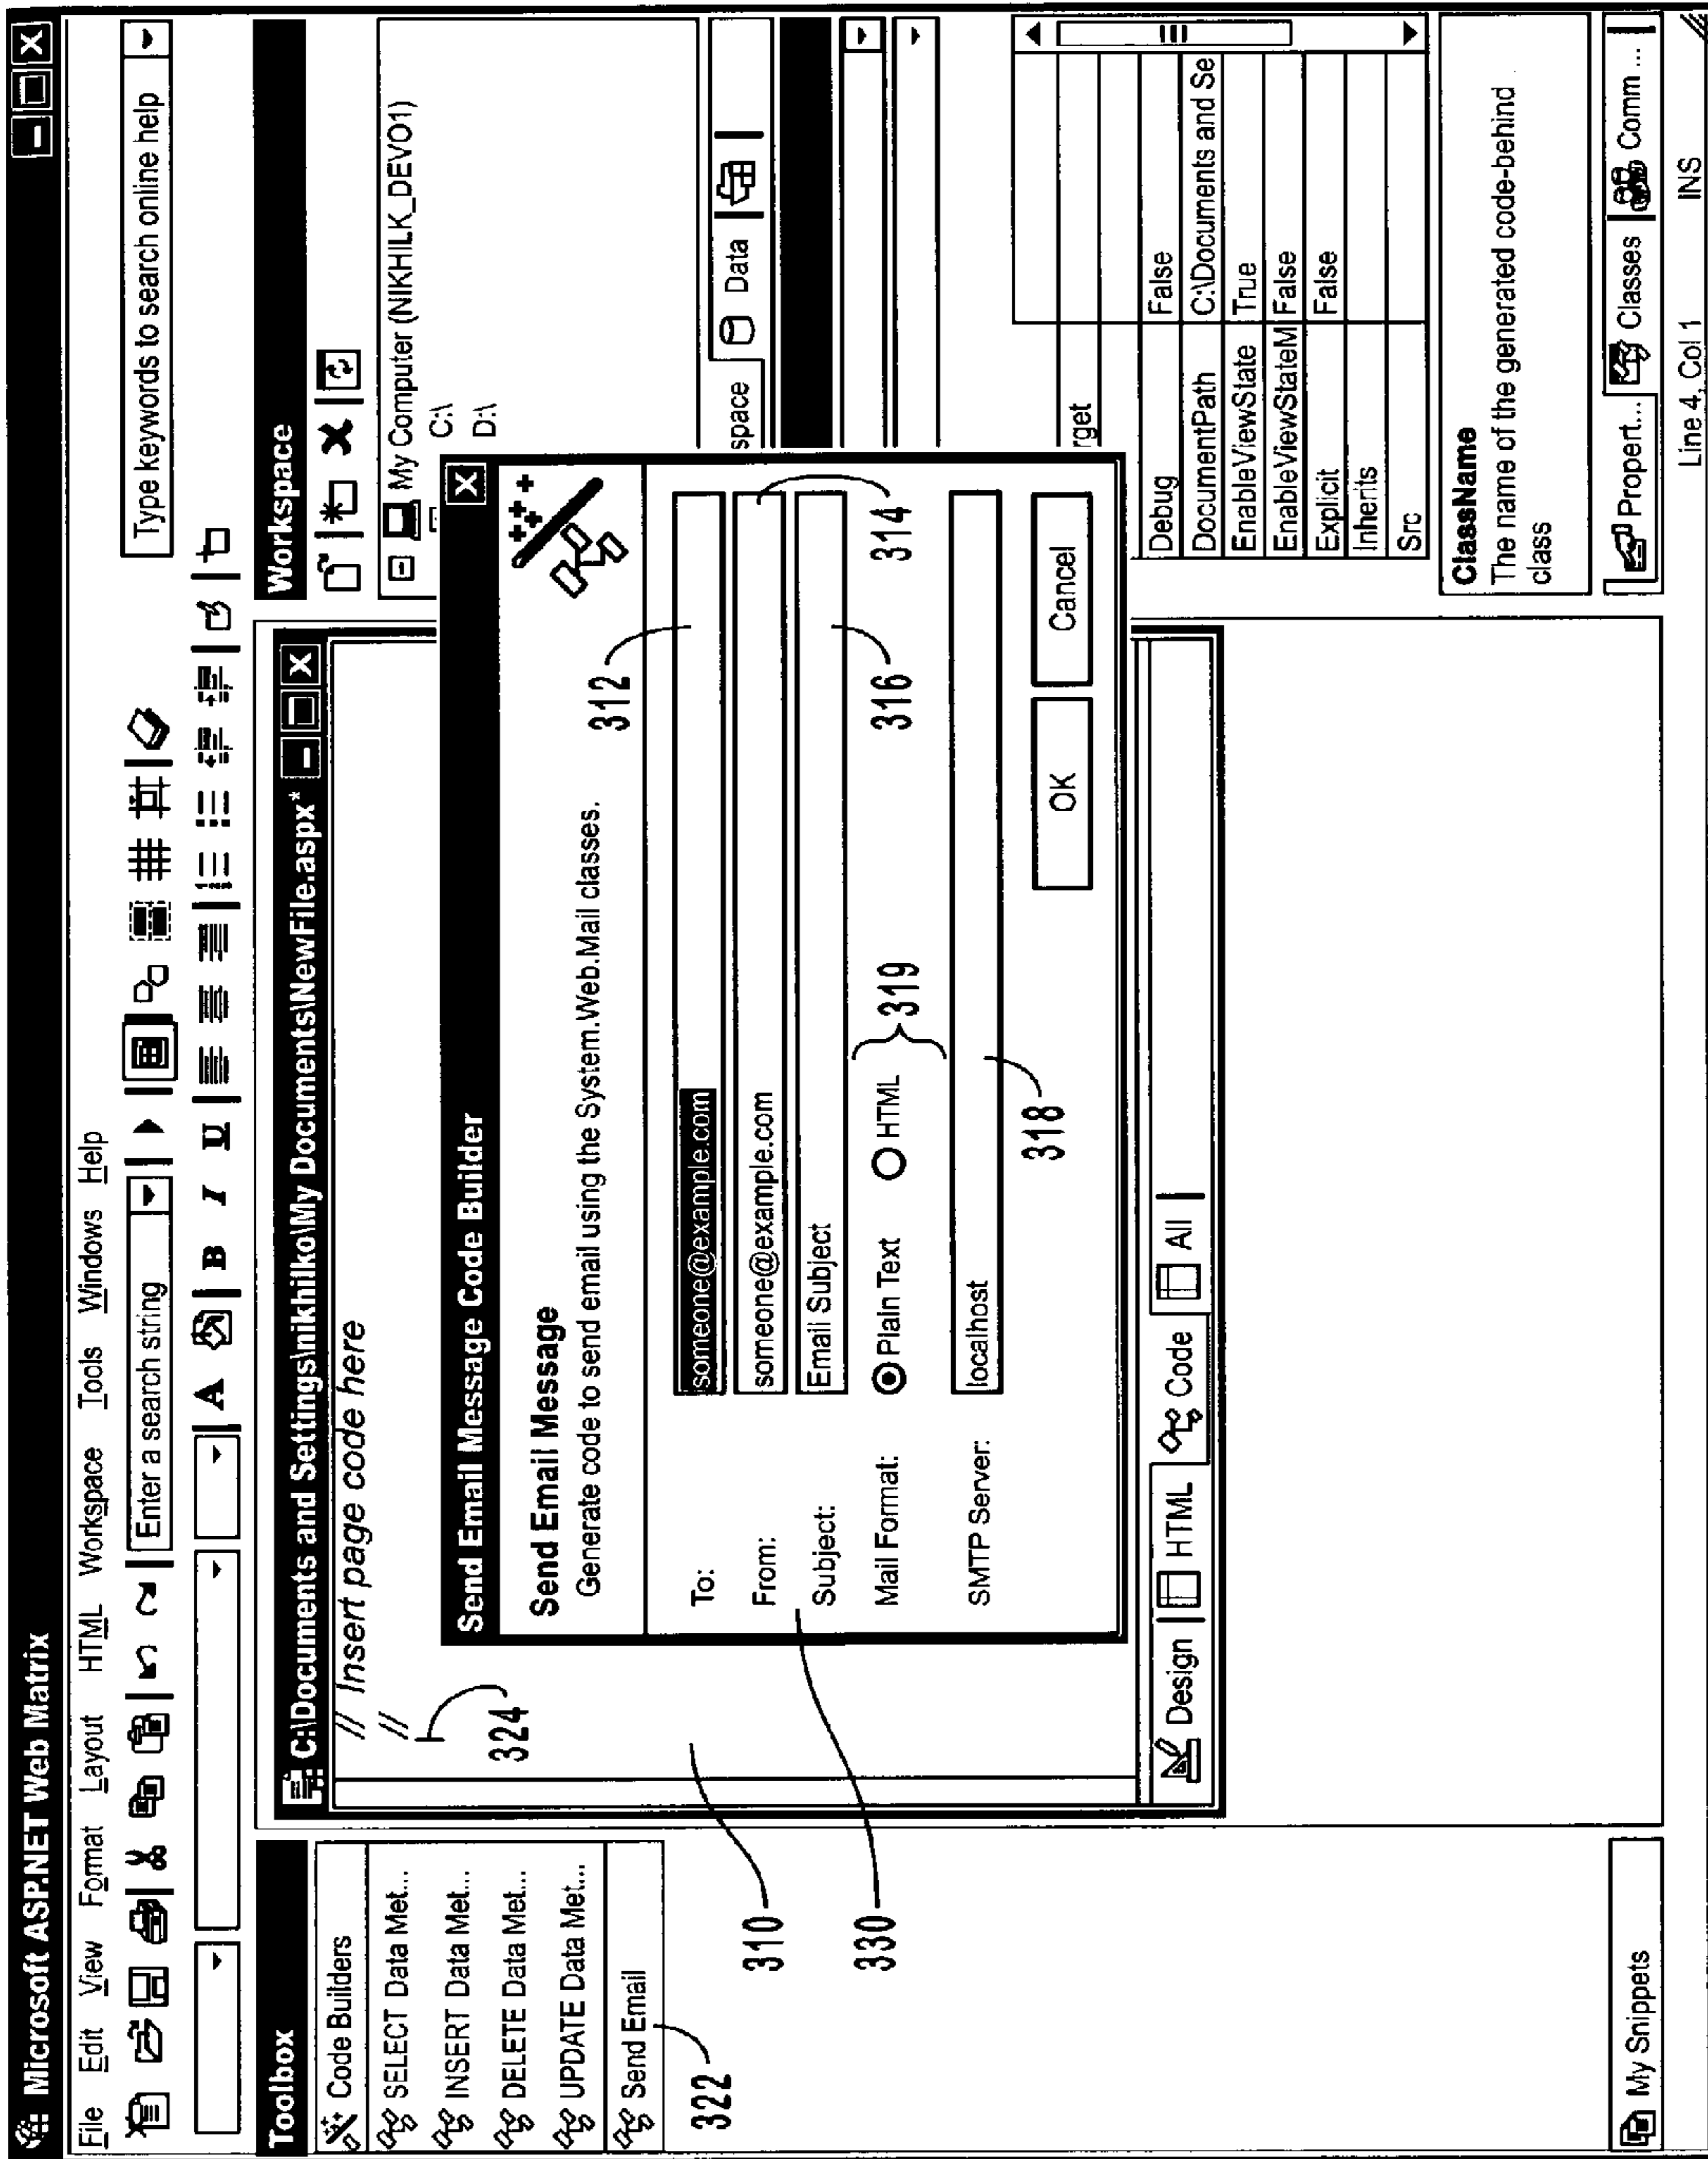 Microsoft ASP.NET Web Matrix
File Edit View Format Layout HTML Workspace Tools Windows Help
Enter a search string
Type keywords to search online help
A B I U
Toolbox
Code Builders
SELECT Data Met...
INSERT Data Met...
DELETE Data Met...
UPDATE Data Met...
Send Email
322
My Snippets
C:\Documents and Settings\nikhilko\My Documents\NewFile.aspx*
// Insert page code here
//
324
310
330
Send Email Message Code Builder
Send Email Message
Generate code to send email using the System.Web.Mail classes.
312
To: someone@example.com
From: someone@example.com
314
Subject: Email Subject
316
Mail Format: Plain Text HTML
319
SMTP Server: localhost
318
OK Cancel
Design HTML Code All
Workspace
My Computer (NIKHILK_DEVO1)
C:\
D:\
space Data
rget
Debug False
DocumentPath C:\Documents and Se
EnableViewState True
EnableViewStateM False
Explicit False
Inherits
Src
ClassName
The name of the generated code-behind
class
Propert... Classes Comm ...
Line 4, Col 1 INS